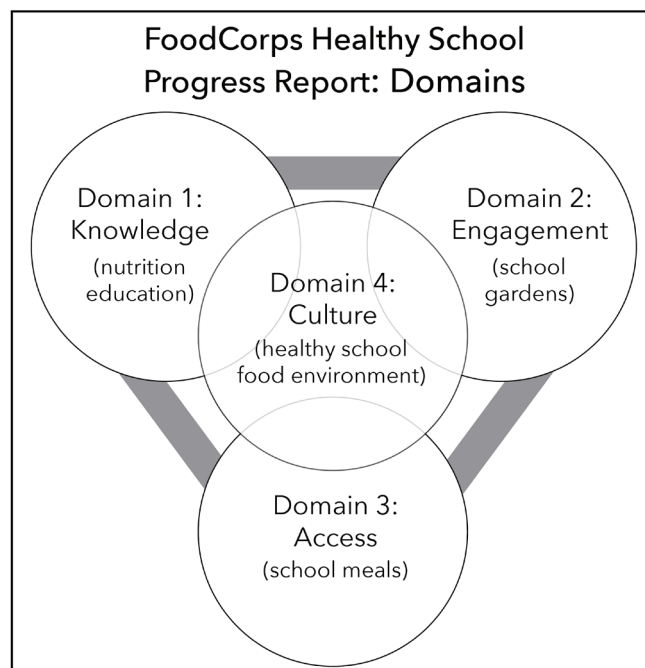 FoodCorps Healthy School
Progress Report: Domains
Domain 1:
Knowledge
(nutrition
education)
Domain 2:
Engagement
(school
gardens)
Domain 4:
Culture
(healthy school
food environment)
Domain 3:
Access
(school meals)